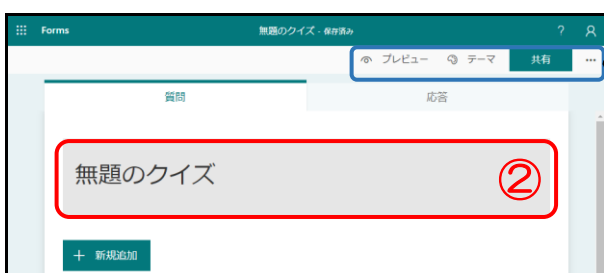 Forms 無題のクイズ - 保存済み ?
プレビュー テーマ 共有 …
質問 応答
無題のクイズ ②
＋ 新規追加